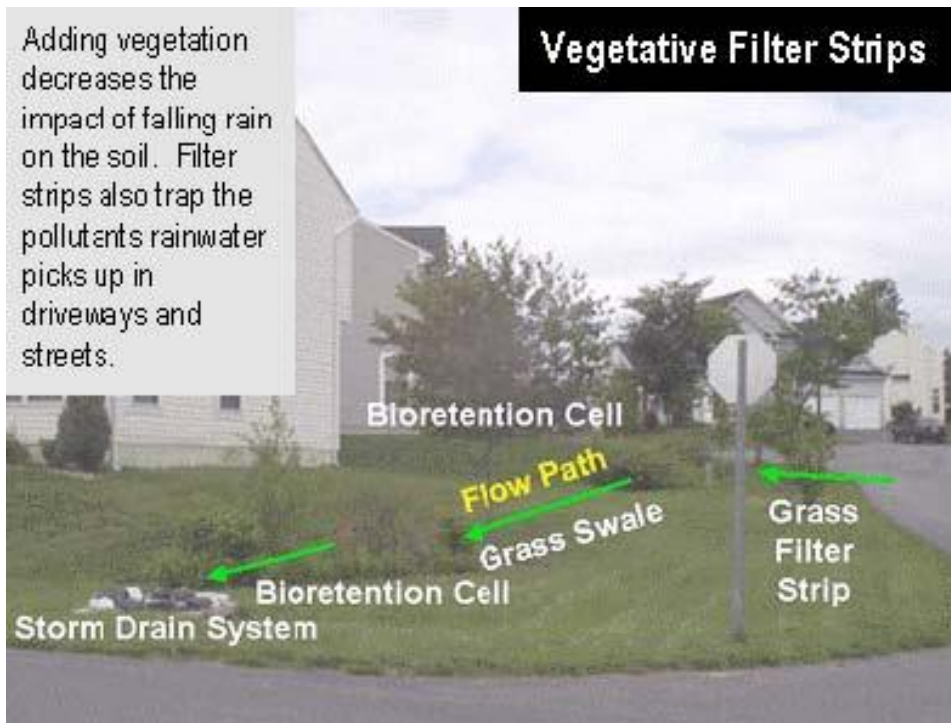 Adding vegetation
decreases the
impact of falling rain
on the soil. Filter
strips also trap the
pollutants rainwater
picks up in
driveways and
streets.
Vegetative Filter Strips
Bioretention Cell
Flow Path
Grass Swale
Grass
Filter
Strip
Bioretention Cell
Storm Drain System